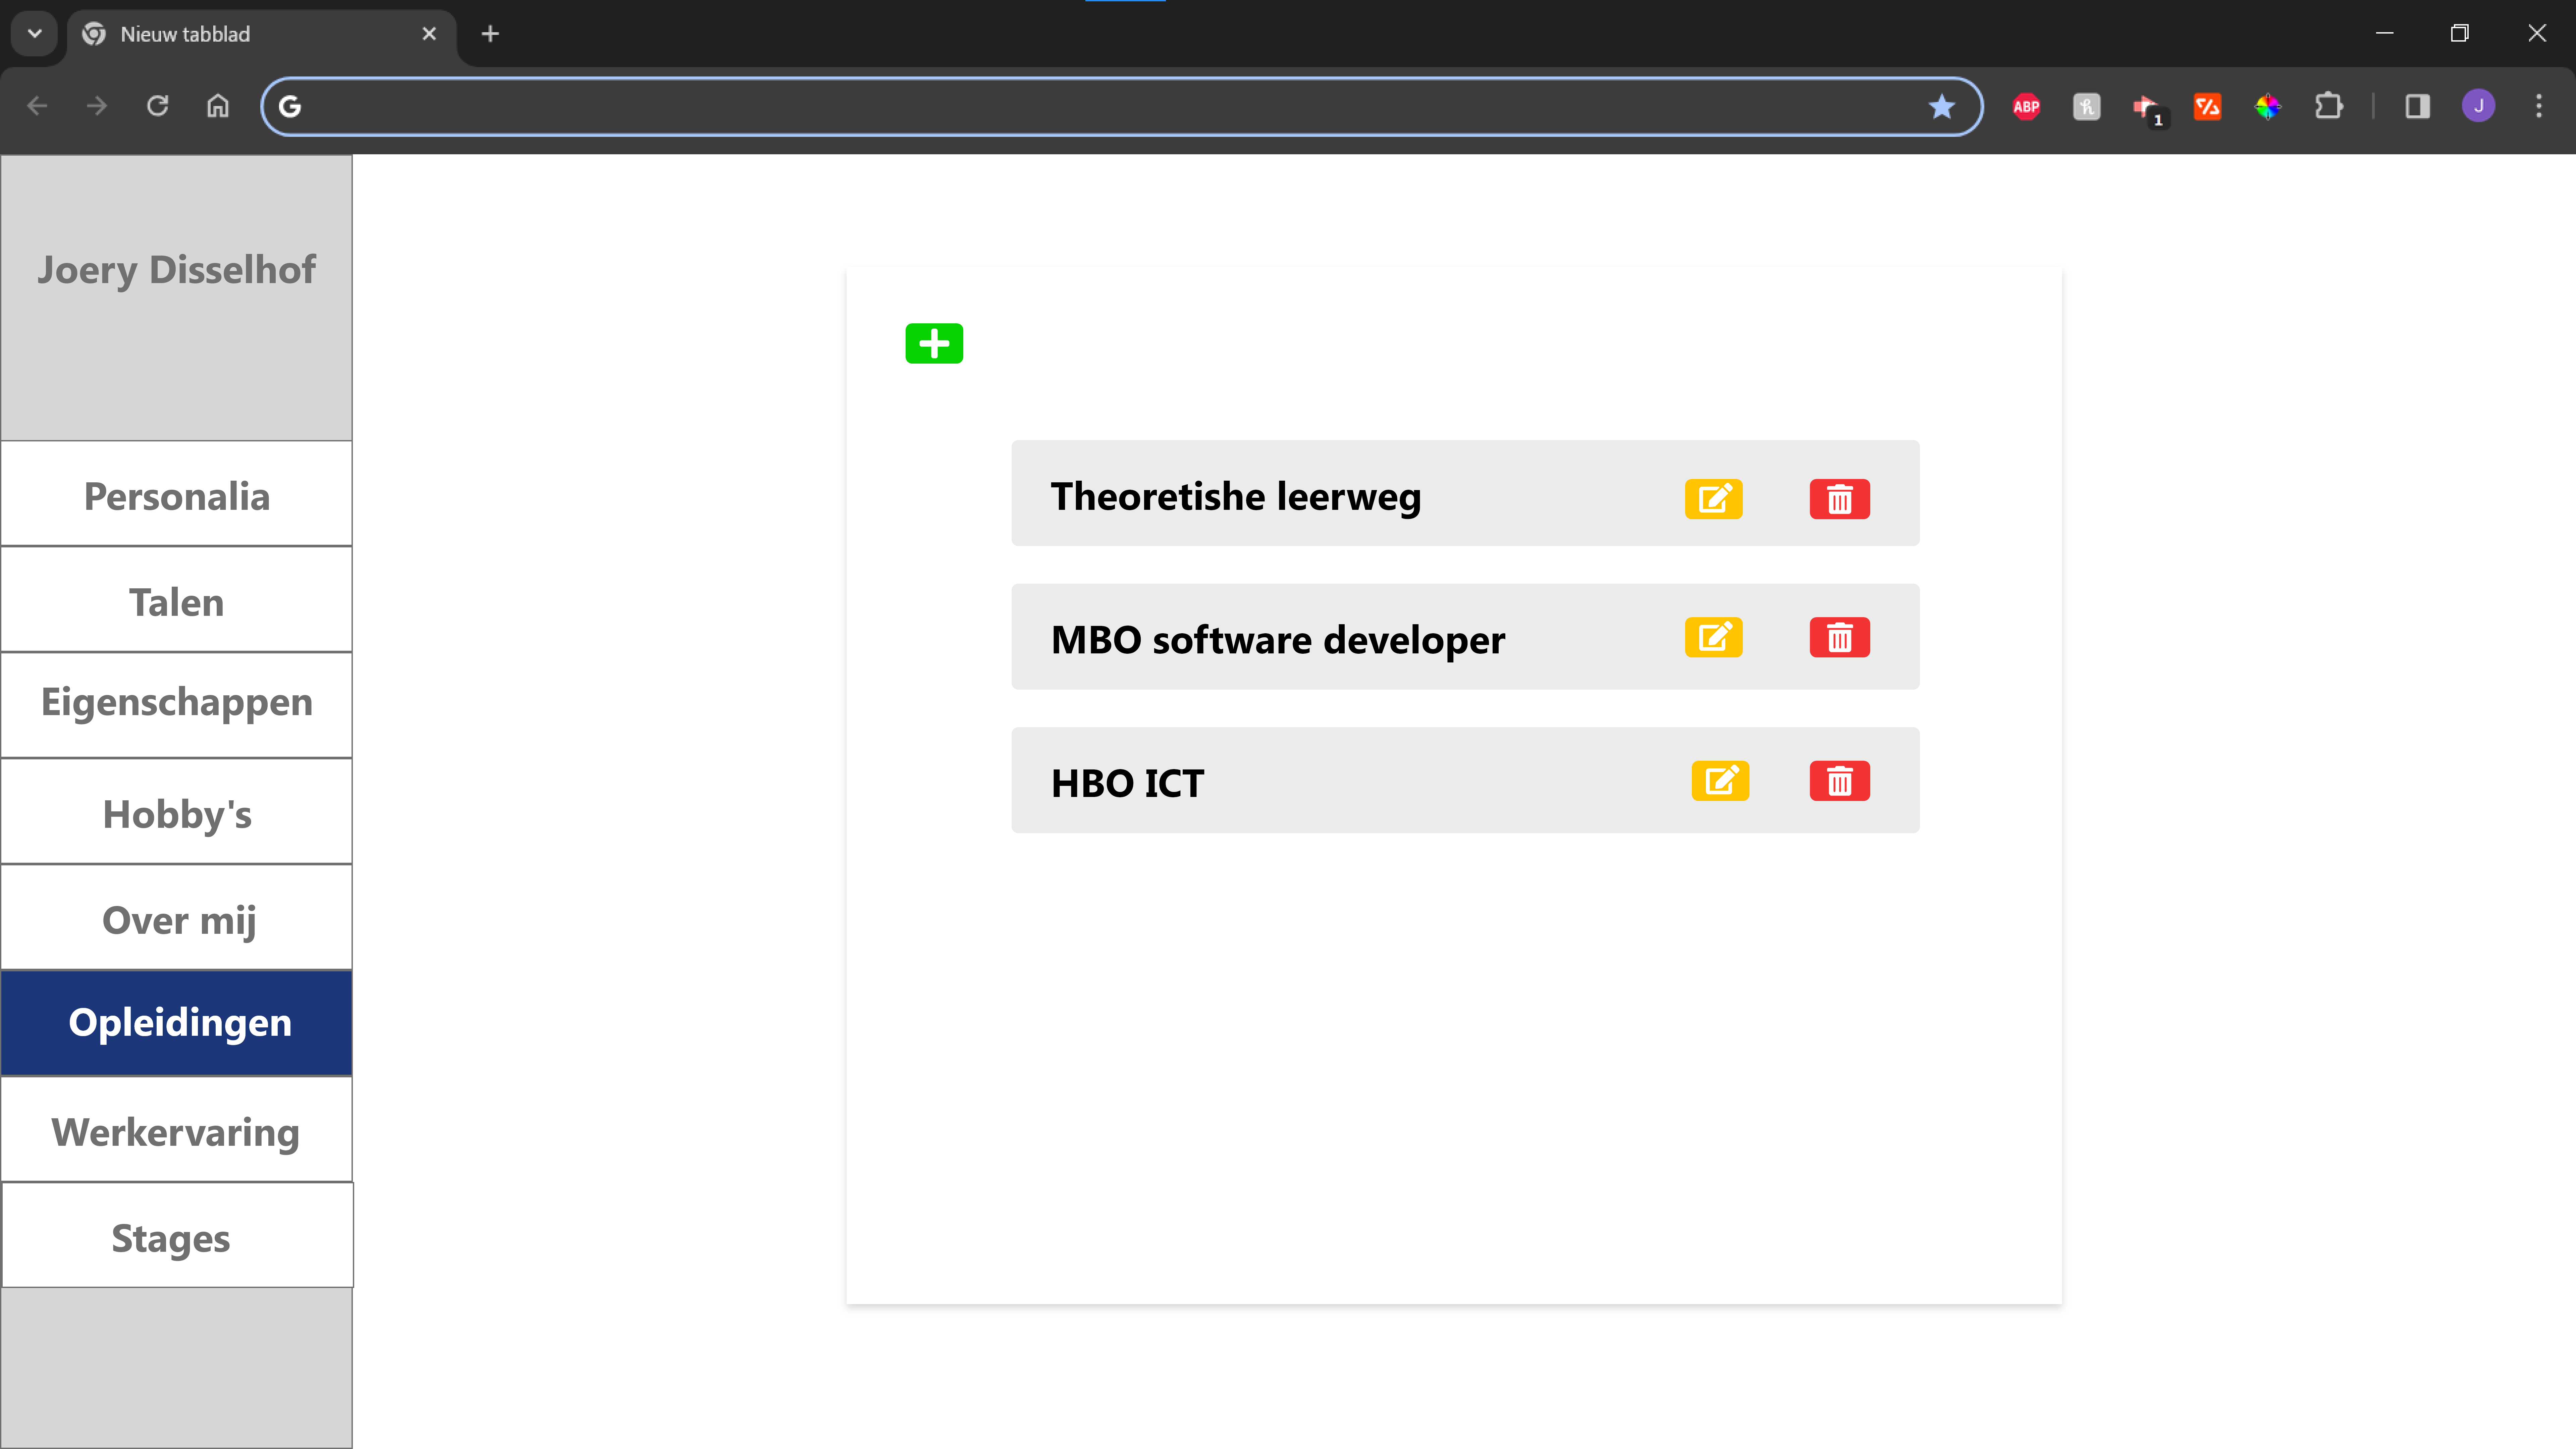 Nieuw tabblad
ABP
1
J
Joery Disselhof
Personalia
Talen
Eigenschappen
Hobby's
Over mij
Opleidingen
Werkervaring
Stages
Theoretishe leerweg
MBO software developer
HBO ICT